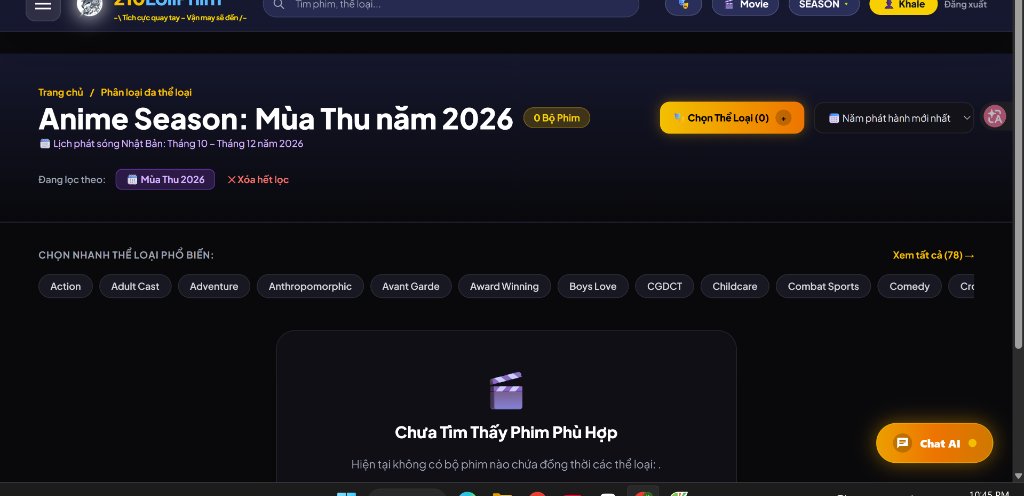 210LoliPhim
~\ Tích cực quay tay – Vận may sẽ đến /~
Tìm phim, thể loại...
Movie
SEASON
Khale
Đăng xuất
Trang chủ / Phân loại đa thể loại
Anime Season: Mùa Thu năm 2026
0 Bộ Phim
Chọn Thể Loại (0) +
Năm phát hành mới nhất
Lịch phát sóng Nhật Bản: Tháng 10 – Tháng 12 năm 2026
Đang lọc theo:
Mùa Thu 2026
✕ Xóa hết lọc
CHỌN NHANH THỂ LOẠI PHỔ BIẾN:
Xem tất cả (78) →
Action
Adult Cast
Adventure
Anthropomorphic
Avant Garde
Award Winning
Boys Love
CGDCT
Childcare
Combat Sports
Comedy
Chưa Tìm Thấy Phim Phù Hợp
Hiện tại không có bộ phim nào chứa đồng thời các thể loại: .
Chat AI
10:45 PM